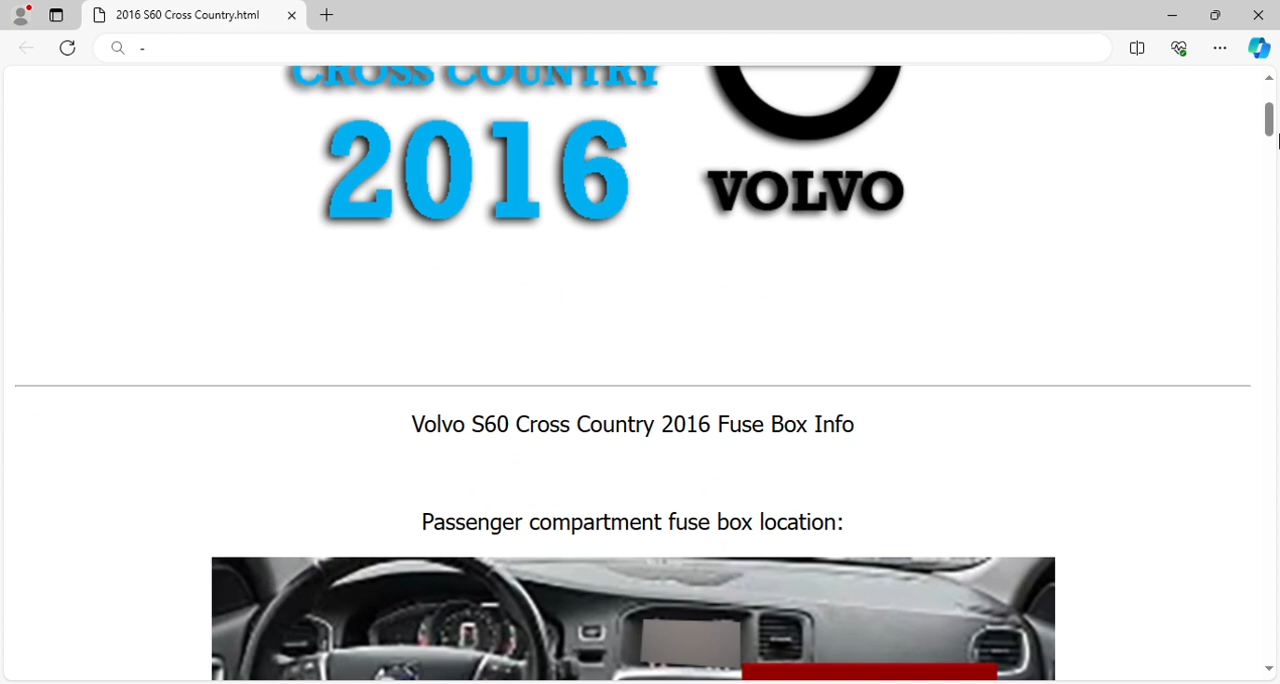 2016 S60 Cross Country.html
-
CROSS COUNTRY
2016
VOLVO
Volvo S60 Cross Country 2016 Fuse Box Info
Passenger compartment fuse box location: